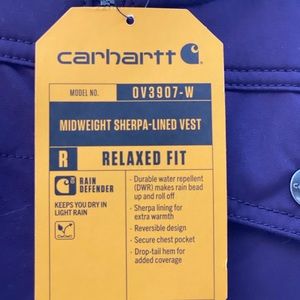 carhartt
MODEL NO. OV3907-W
MIDWEIGHT SHERPA-LINED VEST
R RELAXED FIT
RAIN
DEFENDER
KEEPS YOU DRY IN
LIGHT RAIN
- Durable water repellent
(DWR) makes rain bead
up and roll off
- Sherpa lining for
extra warmth
- Reversible design
- Secure chest pocket
- Drop-tail hem for
added coverage